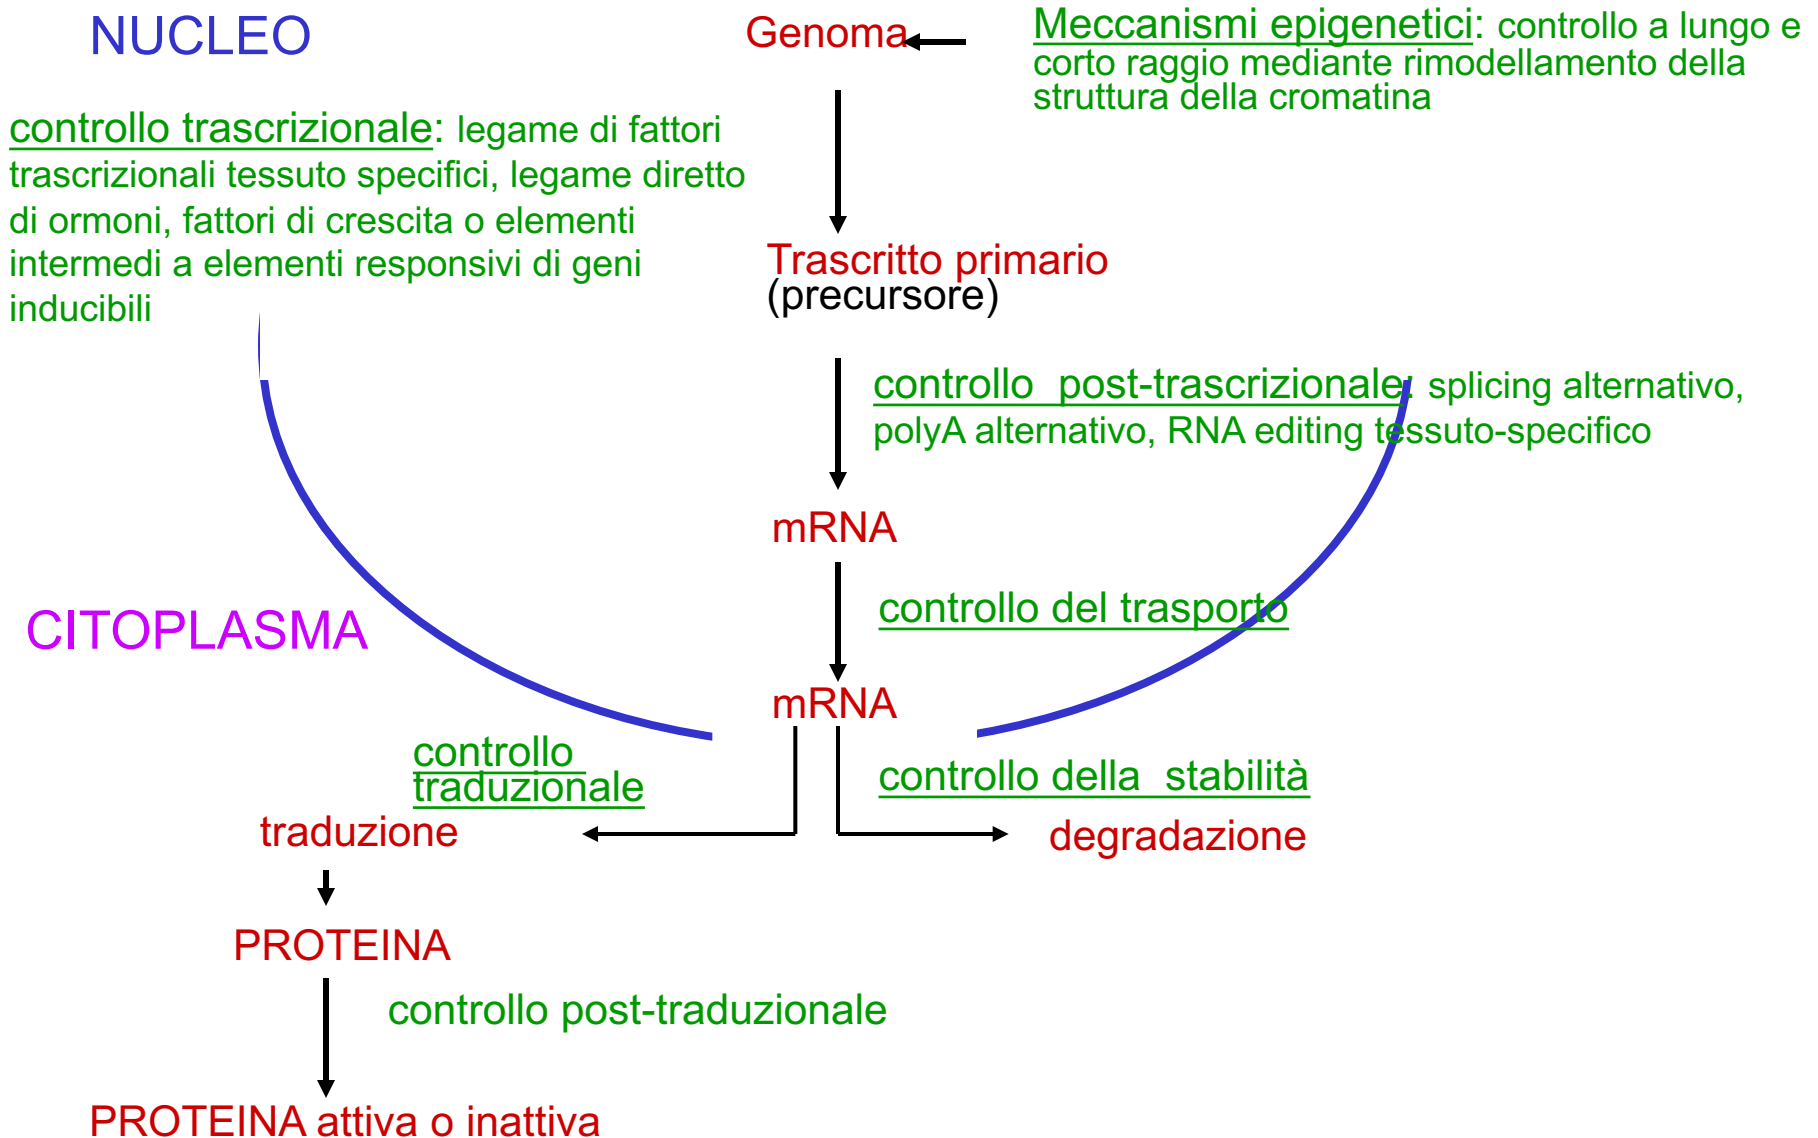 NUCLEO
Genoma
Meccanismi epigenetici: controllo a lungo e
corto raggio mediante rimodellamento della
struttura della cromatina
controllo trascrizionale: legame di fattori
trascrizionali tessuto specifici, legame diretto
di ormoni, fattori di crescita o elementi
intermedi a elementi responsivi di geni
inducibili
Trascritto primario
(precursore)
controllo post-trascrizionale: splicing alternativo,
polyA alternativo, RNA editing tessuto-specifico
mRNA
controllo del trasporto
CITOPLASMA
mRNA
controllo
traduzionale
controllo della stabilità
traduzione
degradazione
PROTEINA
controllo post-traduzionale
PROTEINA attiva o inattiva